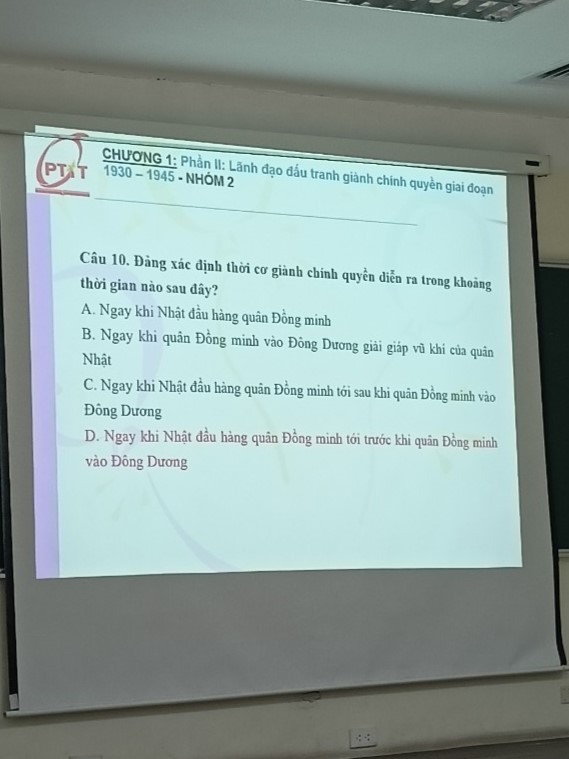 PTIT
CHƯƠNG 1: Phần II: Lãnh đạo đấu tranh giành chính quyền giai đoạn
1930 – 1945 - NHÓM 2
Câu 10. Đảng xác định thời cơ giành chính quyền diễn ra trong khoảng
thời gian nào sau đây?
A. Ngay khi Nhật đầu hàng quân Đồng minh
B. Ngay khi quân Đồng minh vào Đông Dương giải giáp vũ khí của quân
Nhật
C. Ngay khi Nhật đầu hàng quân Đồng minh tới sau khi quân Đồng minh vào
Đông Dương
D. Ngay khi Nhật đầu hàng quân Đồng minh tới trước khi quân Đồng minh
vào Đông Dương